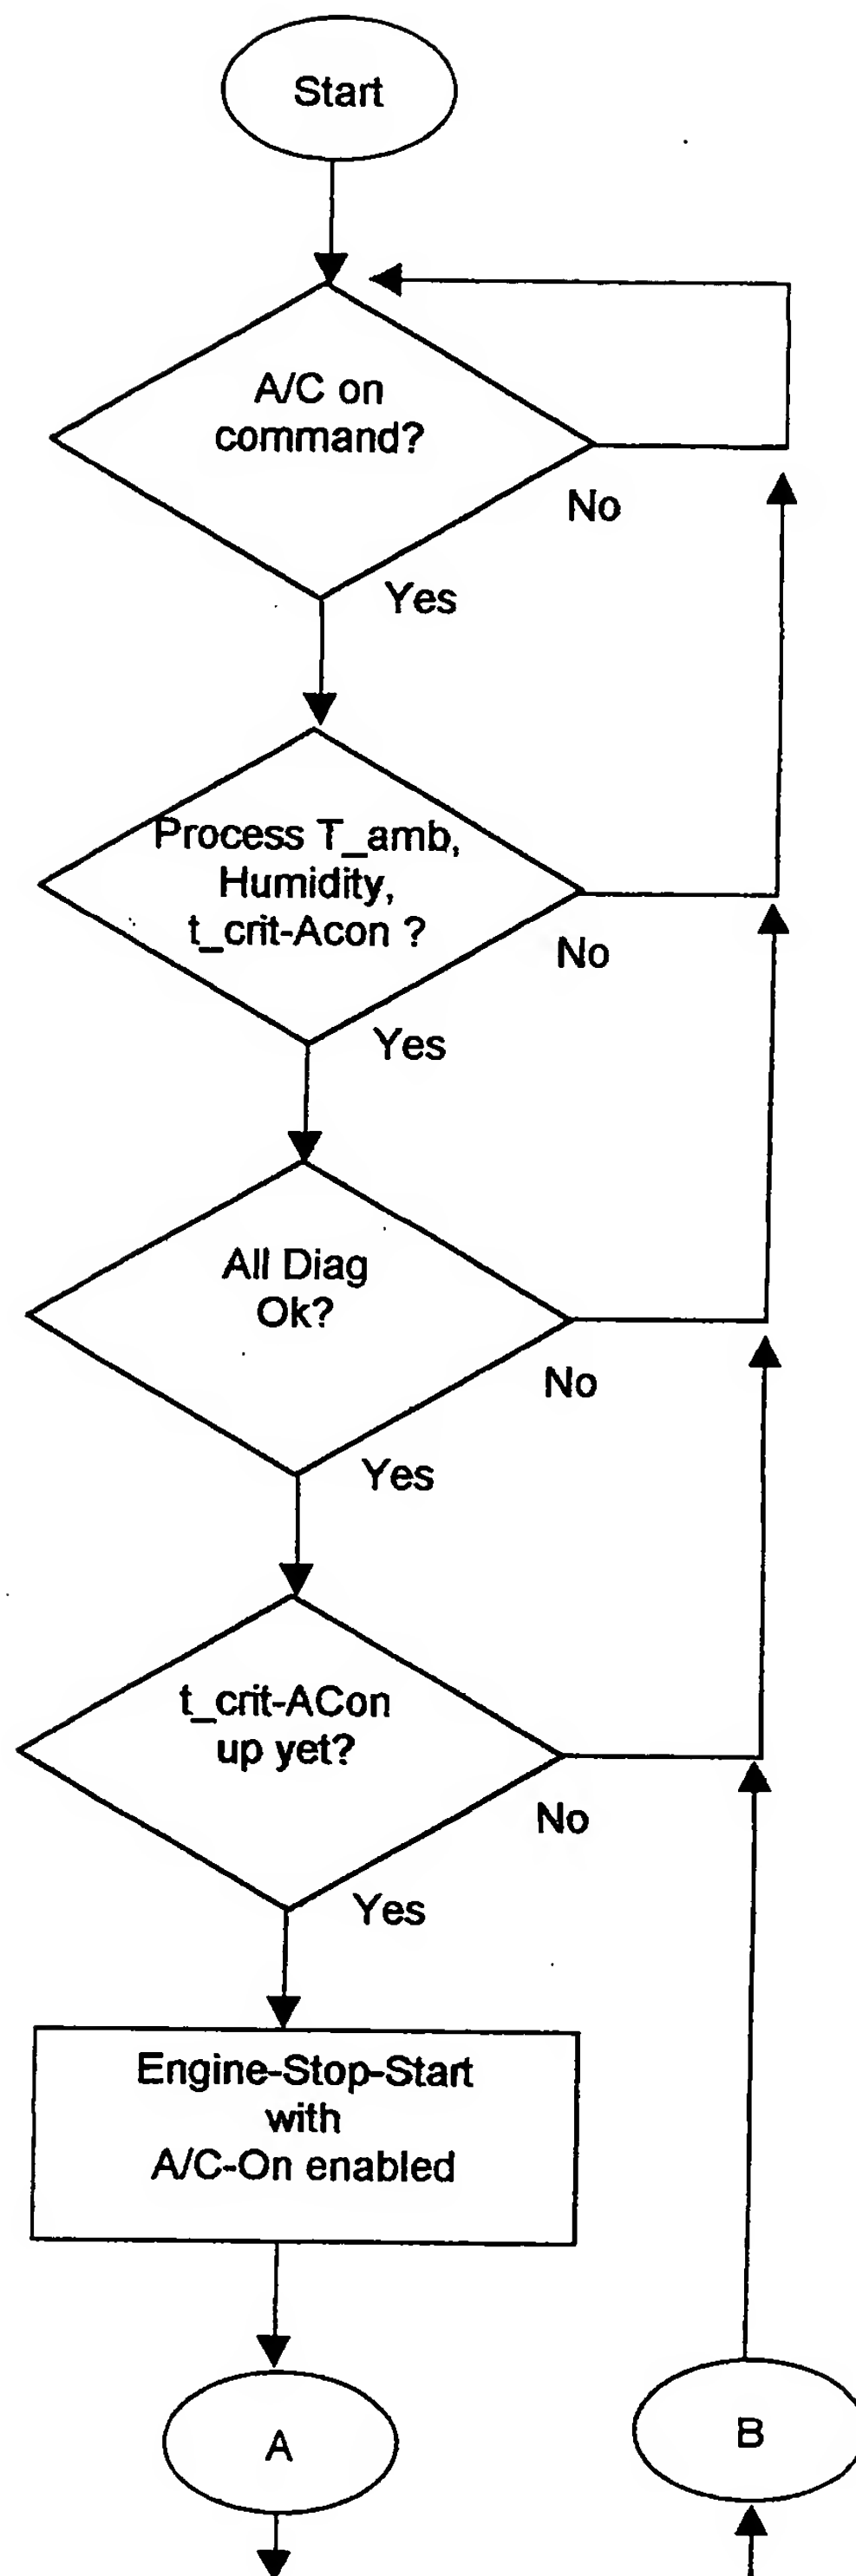 Start
A/C on
command?
No
Yes
Process T_amb,
Humidity,
t_crit-Acon ?
No
Yes
All Diag
Ok?
No
Yes
t_crit-ACon
up yet?
No
Yes
Engine-Stop-Start
with
A/C-On enabled
A
B